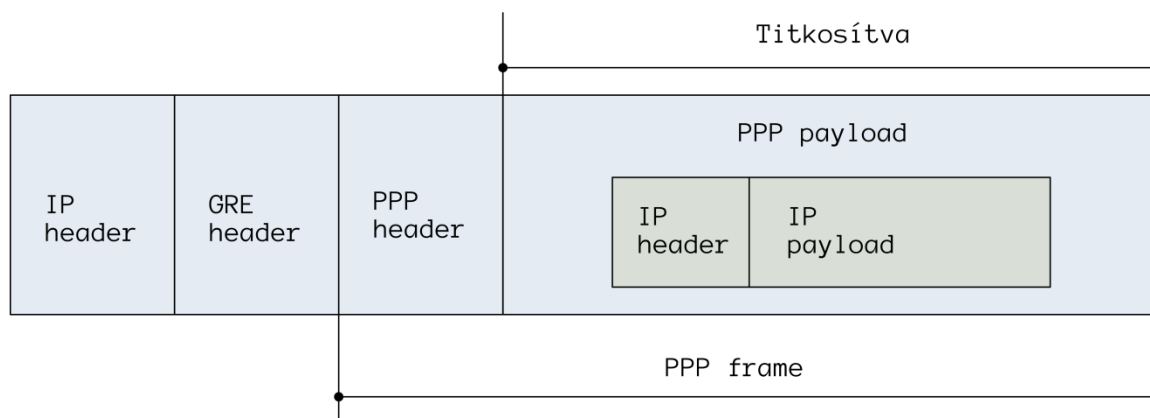 Titkosítva
PPP payload
IP
header
GRE
header
PPP
header
IP
header
IP
payload
PPP frame